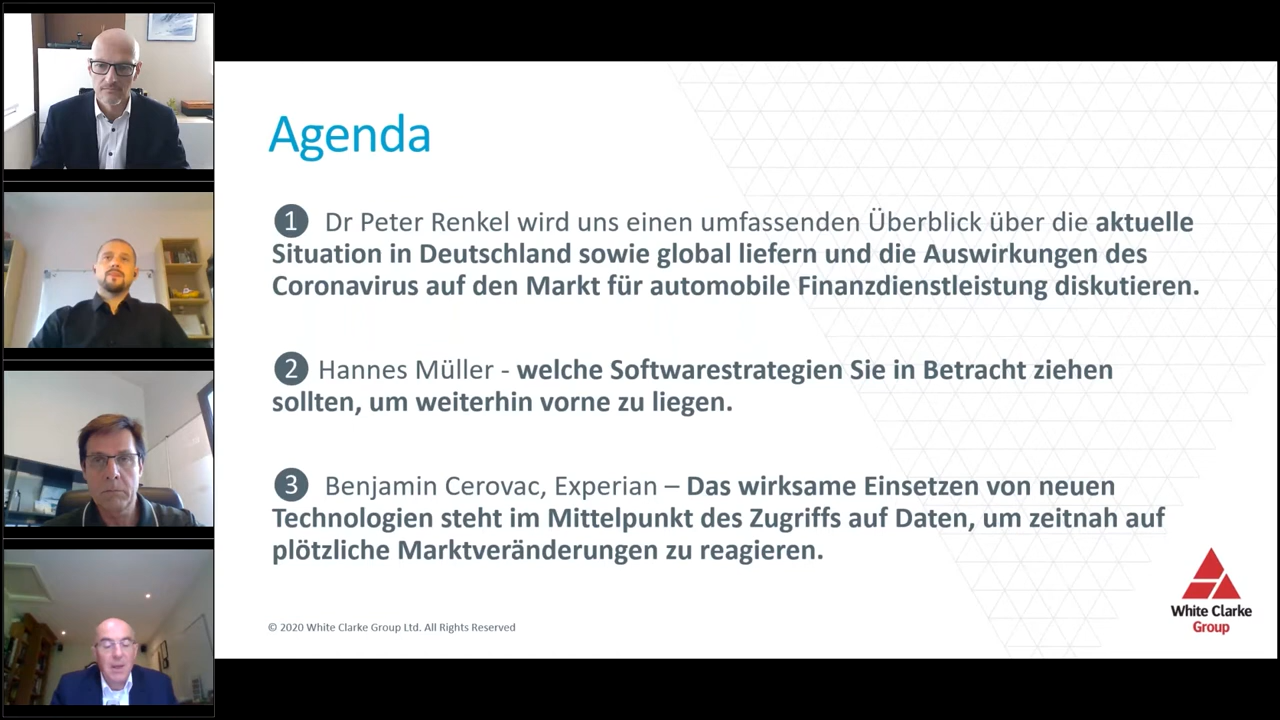 Agenda
1 Dr Peter Renkel wird uns einen umfassenden Überblick über die aktuelle
Situation in Deutschland sowie global liefern und die Auswirkungen des
Coronavirus auf den Markt für automobile Finanzdienstleistung diskutieren.
2 Hannes Müller - welche Softwarestrategien Sie in Betracht ziehen
sollten, um weiterhin vorne zu liegen.
3 Benjamin Cerovac, Experian – Das wirksame Einsetzen von neuen
Technologien steht im Mittelpunkt des Zugriffs auf Daten, um zeitnah auf
plötzliche Marktveränderungen zu reagieren.
© 2020 White Clarke Group Ltd. All Rights Reserved
White Clarke
Group